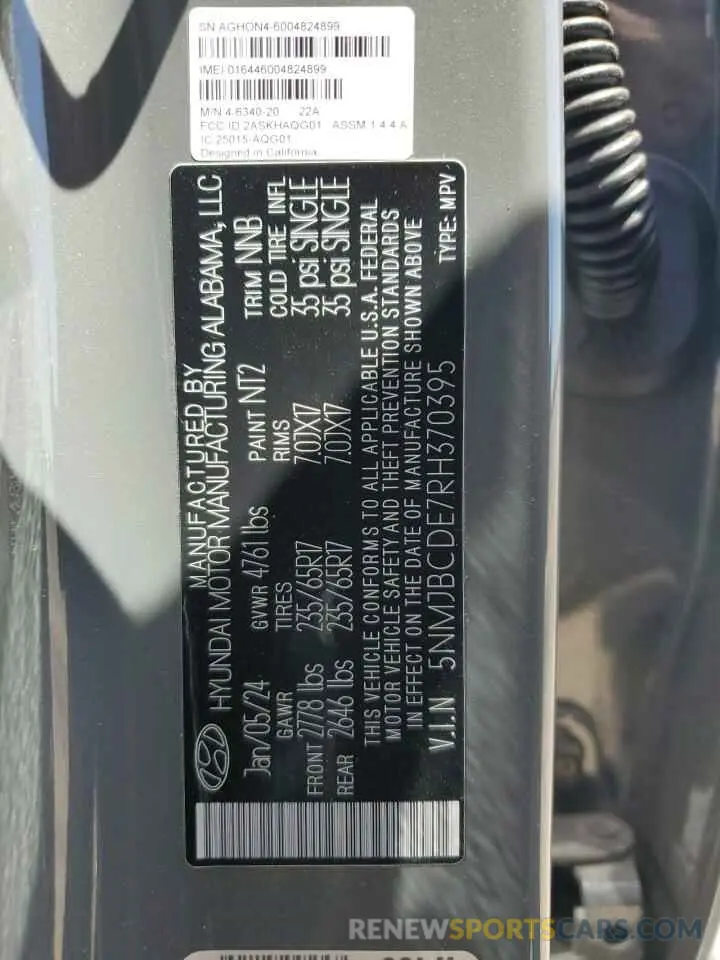 SN AGHON4-6004824899
IMEI 016446004824899
M/N 4-6340-20 22A
FCC ID 2ASKHAQG01 ASSM 1.4.4.A
IC 25015-AQG01
Designed in California
MANUFACTURED BY
HYUNDAI MOTOR MANUFACTURING ALABAMA, LLC
Jan/05/24 GVWR 4761 lbs PAINT NT2 TRIM NNB
GAWR TIRES RIMS COLD TIRE INFL
FRONT 2778 lbs 235/65R17 7.0JX17 35 psi SINGLE
REAR 2646 lbs 235/65R17 7.0JX17 35 psi SINGLE
THIS VEHICLE CONFORMS TO ALL APPLICABLE U.S.A. FEDERAL
MOTOR VEHICLE SAFETY AND THEFT PREVENTION STANDARDS
IN EFFECT ON THE DATE OF MANUFACTURE SHOWN ABOVE
V.I.N 5NMJBCDE7RH370395 TYPE: MPV
RENEWSPORTSCARS.COM